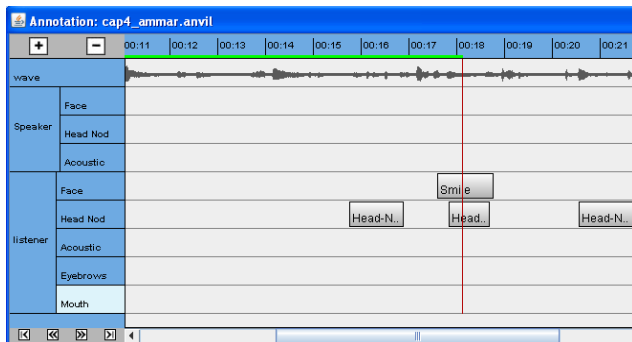 Annotation: cap4_ammar.anvil
+ -
00:11 00:12 00:13 00:14 00:15 00:16 00:17 00:18 00:19 00:20 00:21
wave
Speaker
Face
Head Nod
Acoustic
listener
Face
Smile
Head Nod
Head-N.. Head.. Head-N..
Acoustic
Eyebrows
Mouth